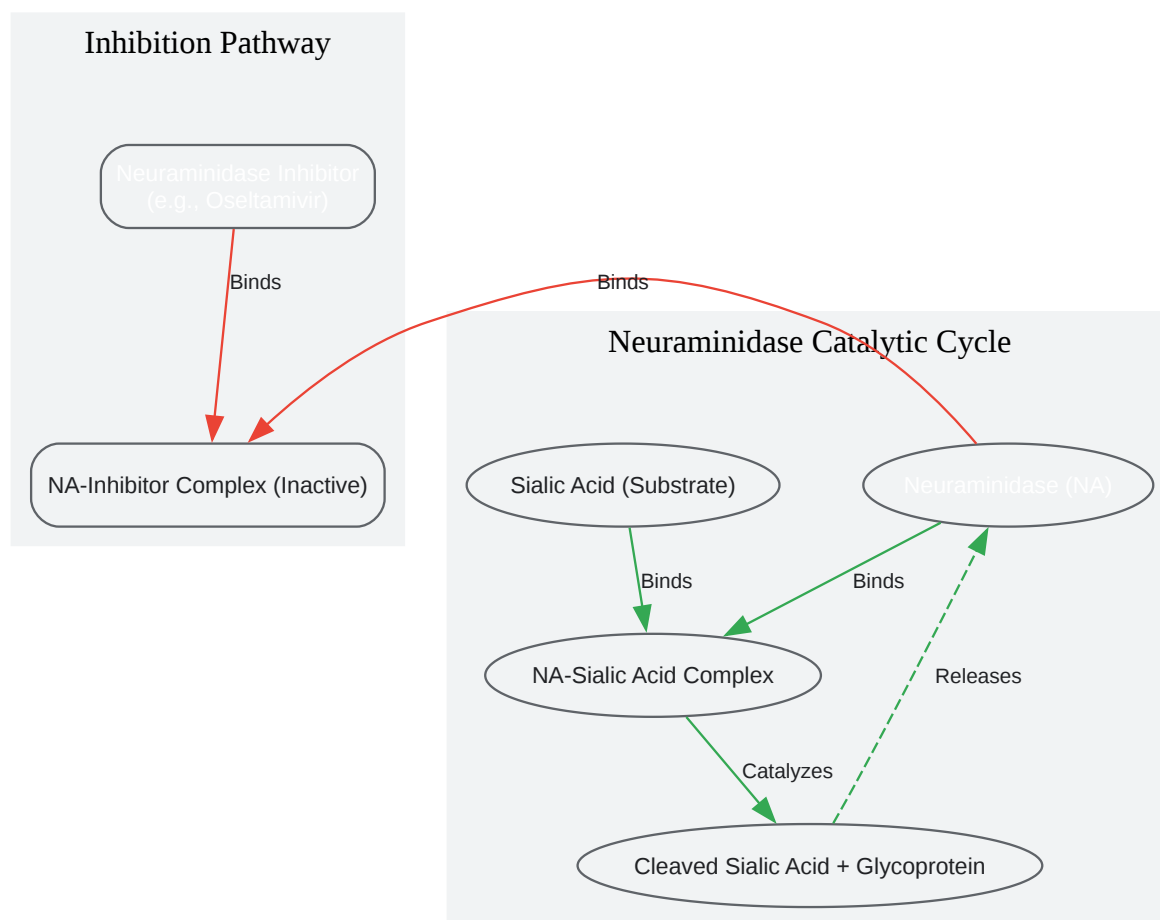 Inhibition Pathway
Neuraminidase Inhibitor
(e.g., Oseltamivir)
Binds
Binds
Neuraminidase Catalytic Cycle
NA-Inhibitor Complex (Inactive)
Sialic Acid (Substrate)
Neuraminidase (NA)
Binds
Binds
NA-Sialic Acid Complex
Releases
Catalyzes
Cleaved Sialic Acid + Glycoprotein